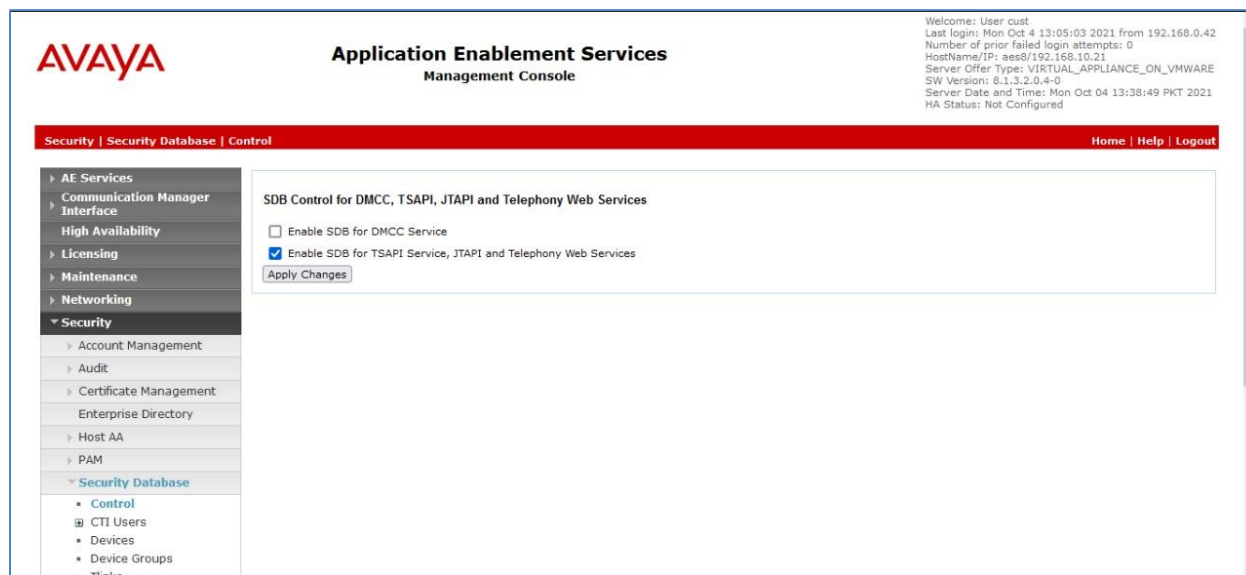 AVAYA
Application Enablement Services
Management Console
Welcome: User cust
Last login: Mon Oct 4 13:05:03 2021 from 192.168.0.42
Number of prior failed login attempts: 0
HostName/IP: aes8/192.168.10.21
Server Offer Type: VIRTUAL_APPLIANCE_ON_VMWARE
SW Version: 8.1.3.2.0.4-0
Server Date and Time: Mon Oct 04 13:38:49 PKT 2021
HA Status: Not Configured
Security | Security Database | Control
Home | Help | Logout
AE Services
Communication Manager
Interface
High Availability
Licensing
Maintenance
Networking
Security
Account Management
Audit
Certificate Management
Enterprise Directory
Host AA
PAM
Security Database
Control
CTI Users
Devices
Device Groups
SDB Control for DMCC, TSAPI, JTAPI and Telephony Web Services
Enable SDB for DMCC Service
Enable SDB for TSAPI Service, JTAPI and Telephony Web Services
Apply Changes